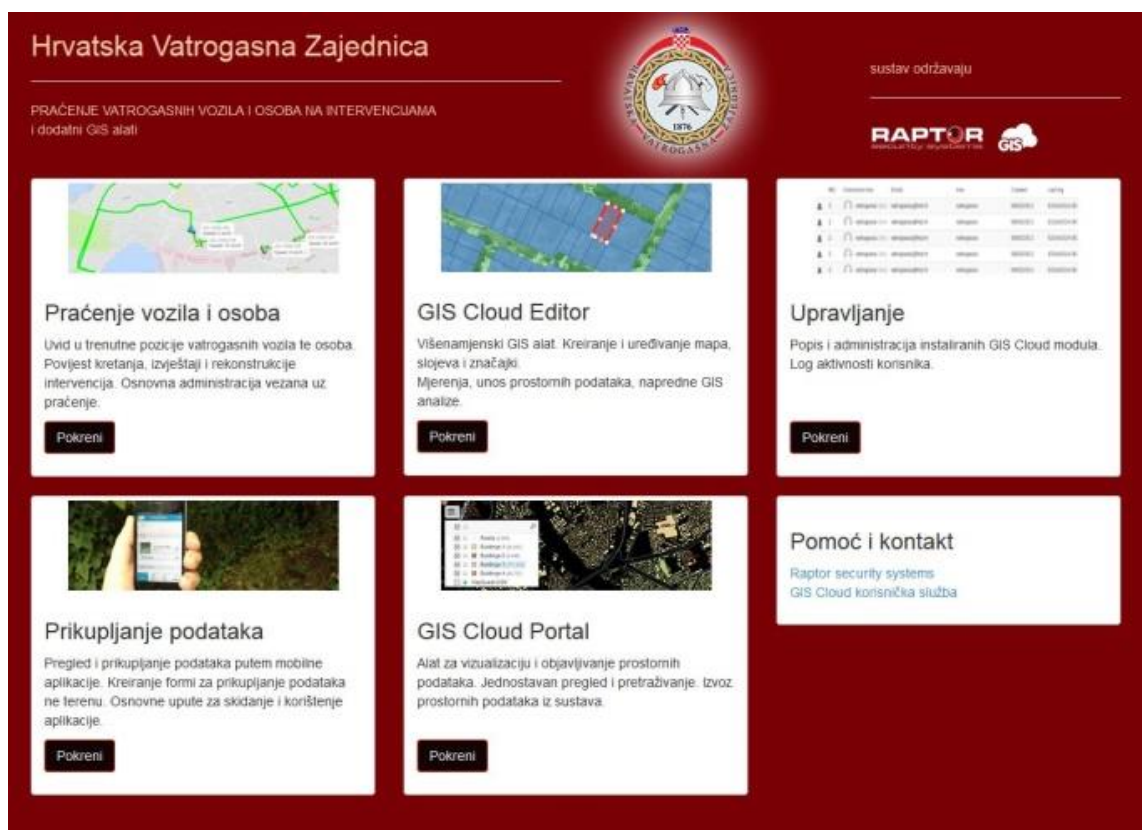 Hrvatska Vatrogasna Zajednica
PRAĆENJE VATROGASNIH VOZILA I OSOBA NA INTERVENCIJAMA
i dodatni GIS alati
HRVATSKA VATROGASNA ZAJEDNICA
1876
sustav održavaju
RAPTOR
security systems
GIS
Praćenje vozila i osoba
Uvid u trenutne pozicije vatrogasnih vozila te osoba.
Povijest kretanja, izvještaji i rekonstrukcije
intervencija. Osnovna administracija vezana uz
praćenje.
Pokreni
GIS Cloud Editor
Višenamjenski GIS alat. Kreiranje i uređivanje mapa,
slojeva i značajki.
Mjerenja, unos prostornih podataka, napredne GIS
analize.
Pokreni
Upravljanje
Popis i administracija instaliranih GIS Cloud modula.
Log aktivnosti korisnika.
Pokreni
Prikupljanje podataka
Pregled i prikupljanje podataka putem mobilne
aplikacije. Kreiranje formi za prikupljanje podataka
ne terenu. Osnovne upute za skidanje i korištenje
aplikacije.
Pokreni
GIS Cloud Portal
Alat za vizualizaciju i objavljivanje prostornih
podataka. Jednostavan pregled i pretraživanje. Izvoz
prostornih podataka iz sustava.
Pokreni
Pomoć i kontakt
Raptor security systems
GIS Cloud korisnička služba